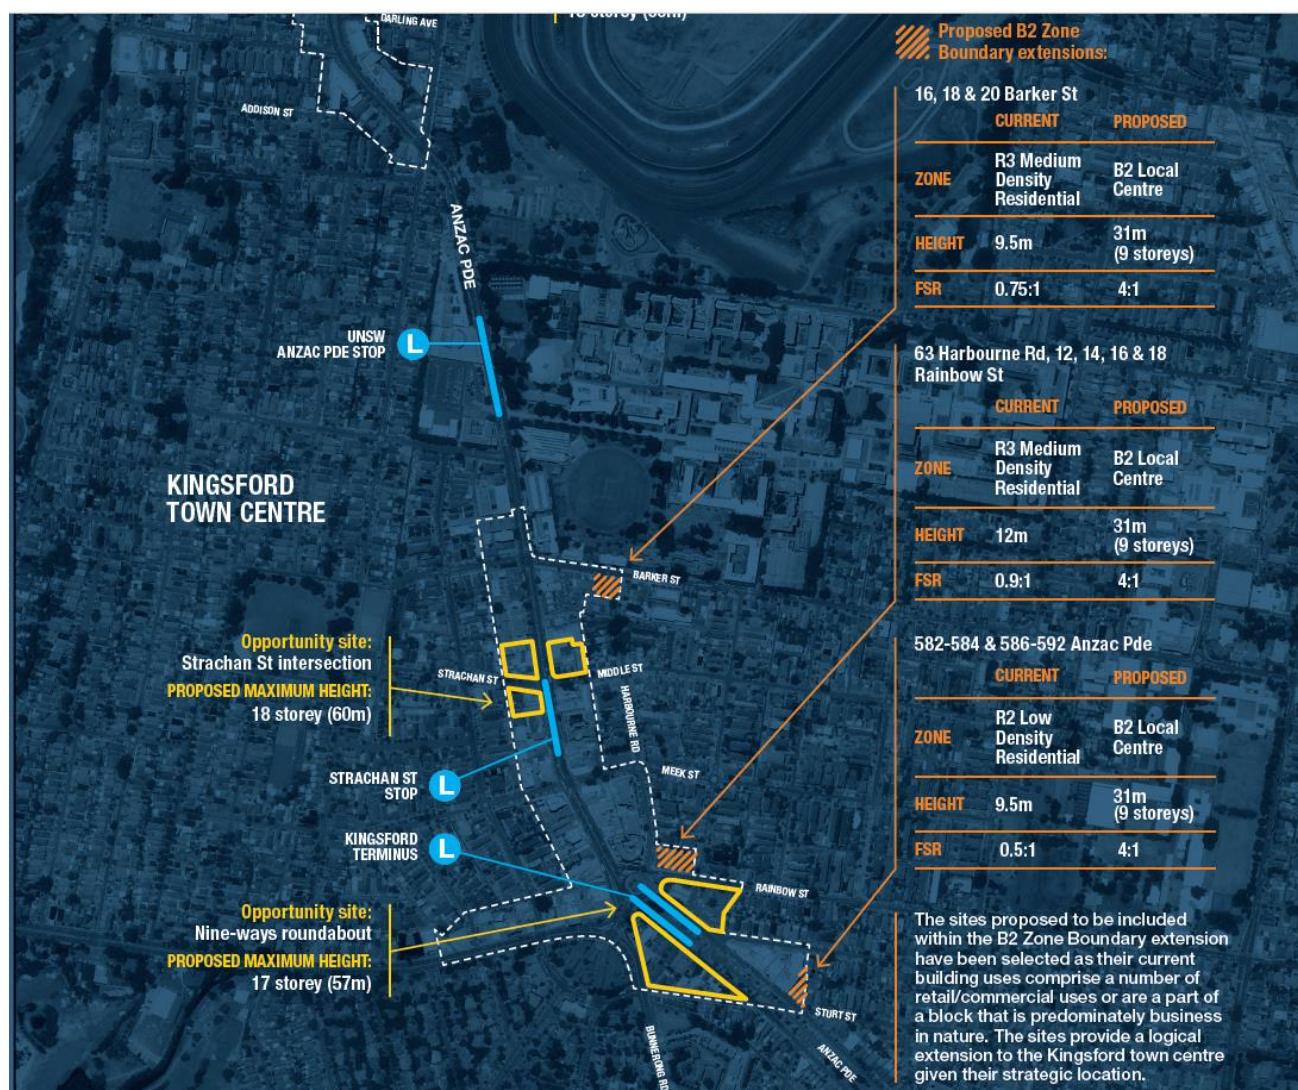 DARLING AVE
ADDISON ST
ANZAC PDE
UNSW
ANZAC PDE STOP
L
KINGSFORD
TOWN CENTRE
BARKER ST
Opportunity site:
Strachan St intersection
PROPOSED MAXIMUM HEIGHT:
18 storey (60m)
STRACHAN ST
MIDDLE ST
HARBOURNE RD
MEEK ST
STRACHAN ST
STOP
L
KINGSFORD
TERMINUS
L
RAINBOW ST
Opportunity site:
Nine-ways roundabout
PROPOSED MAXIMUM HEIGHT:
17 storey (57m)
STURT ST
BUNNERONG RD
ANZAC PDE
Proposed B2 Zone
Boundary extensions:
16, 18 & 20 Barker St
CURRENT PROPOSED
ZONE R3 Medium Density Residential B2 Local Centre
HEIGHT 9.5m 31m (9 storeys)
FSR 0.75:1 4:1
63 Harbourne Rd, 12, 14, 16 & 18
Rainbow St
CURRENT PROPOSED
ZONE R3 Medium Density Residential B2 Local Centre
HEIGHT 12m 31m (9 storeys)
FSR 0.9:1 4:1
582-584 & 586-592 Anzac Pde
CURRENT PROPOSED
ZONE R2 Low Density Residential B2 Local Centre
HEIGHT 9.5m 31m (9 storeys)
FSR 0.5:1 4:1
The sites proposed to be included
within the B2 Zone Boundary extension
have been selected as their current
building uses comprise a number of
retail/commercial uses or are a part of
a block that is predominately business
in nature. The sites provide a logical
extension to the Kingsford town centre
given their strategic location.